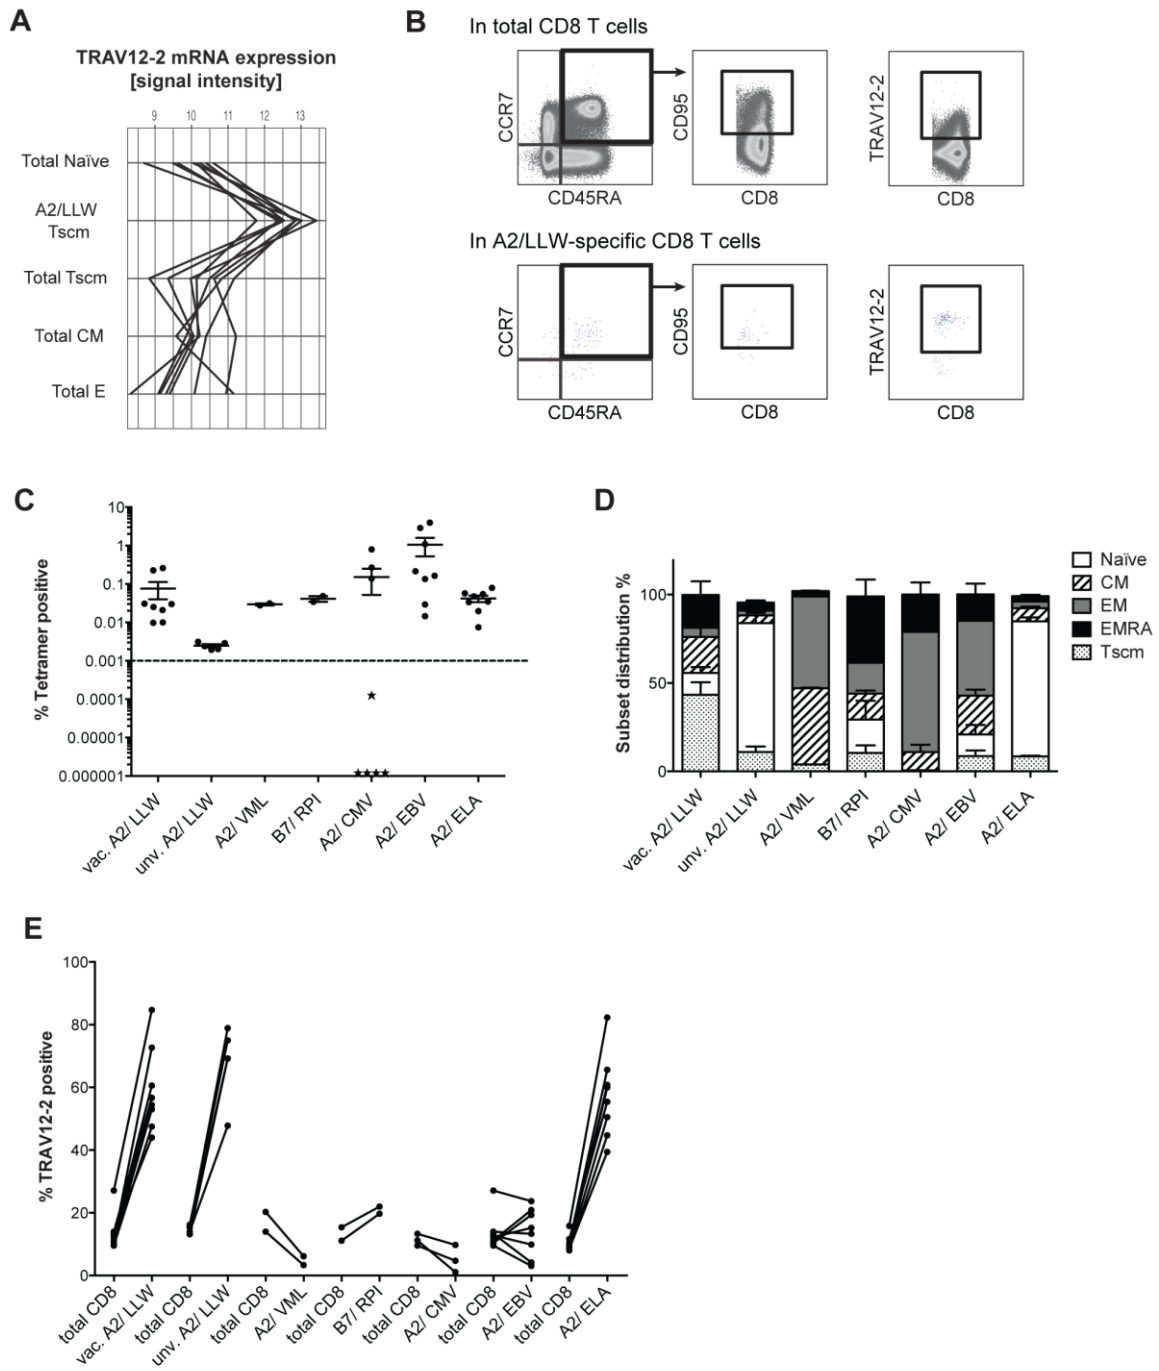 A
TRAV12-2 mRNA expression
[signal intensity]
9 10 11 12 13
Total Naïve
A2/LLW
Tscm
Total Tscm
Total CM
Total E
B
In total CD8 T cells
CCR7
CD45RA
CD95
CD8
TRAV12-2
CD8
In A2/LLW-specific CD8 T cells
CCR7
CD45RA
CD95
CD8
TRAV12-2
CD8
C
% Tetramer positive
10
1
0.1
0.01
0.001
0.0001
0.00001
0.000001
vac. A2/ LLW
unv. A2/ LLW
A2/ VML
B7/ RPI
A2/ CMV
A2/ EBV
A2/ ELA
D
Subset distribution %
100
50
0
vac. A2/ LLW
unv. A2/ LLW
A2/ VML
B7/ RPI
A2/ CMV
A2/ EBV
A2/ ELA
Naïve
CM
EM
EMRA
Tscm
E
% TRAV12-2 positive
100
80
60
40
20
0
total CD8
vac. A2/ LLW
total CD8
unv. A2/ LLW
total CD8
A2/ VML
total CD8
B7/ RPI
total CD8
A2/ CMV
total CD8
A2/ EBV
total CD8
A2/ ELA